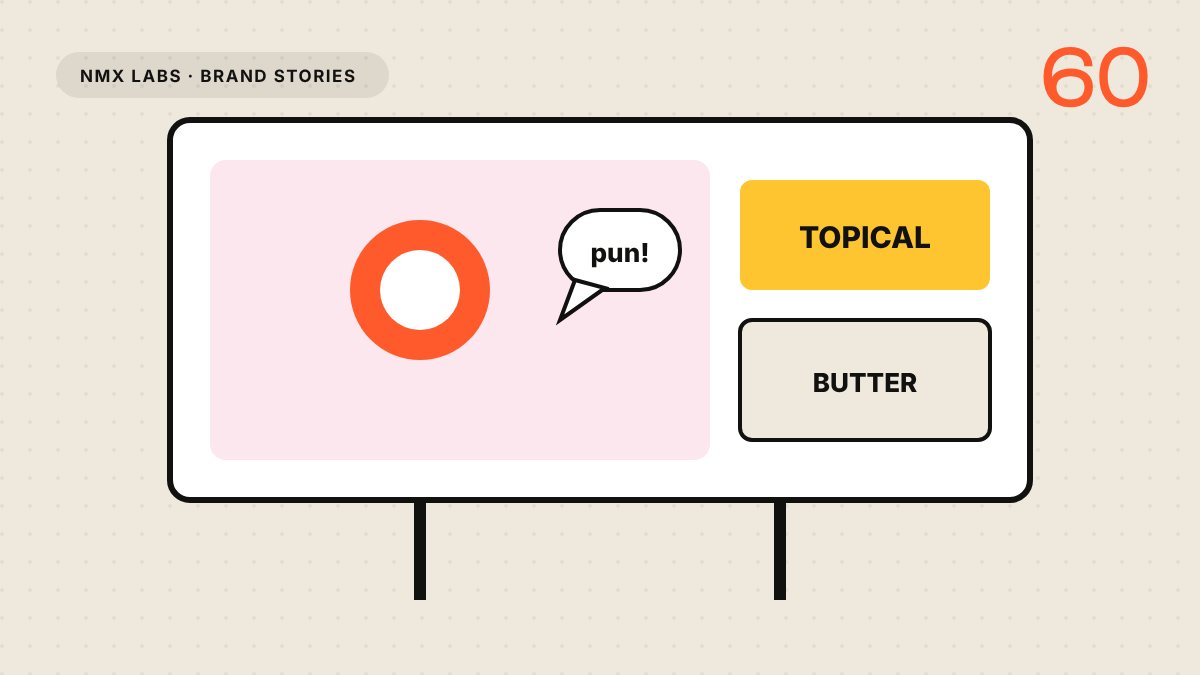 NMX LABS · BRAND STORIES
60
pun!
TOPICAL
BUTTER